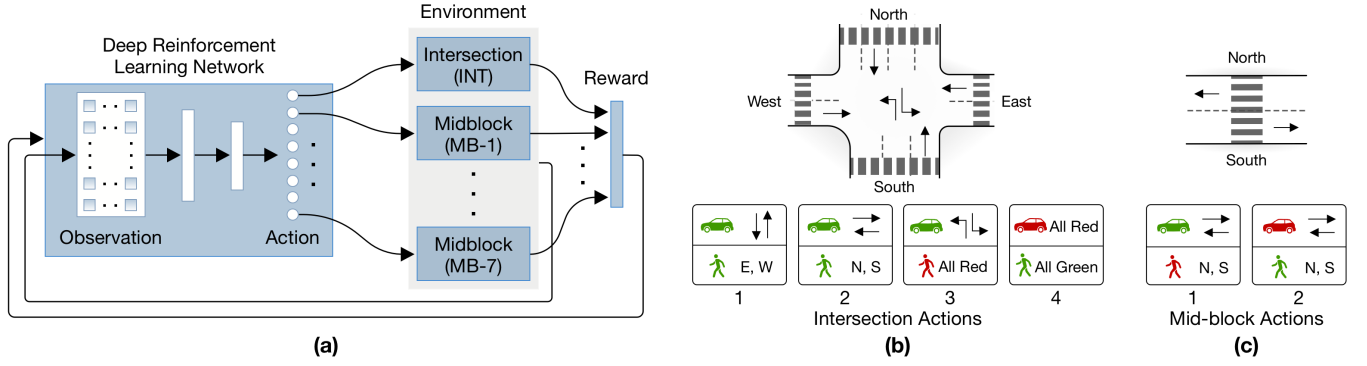 Deep Reinforcement
Learning Network
Observation
Action
Environment
Intersection
(INT)
Midblock
(MB-1)
Midblock
(MB-7)
Reward
(a)
North
West
East
South
E, W
1
N, S
2
All Red
3
All Red
All Green
4
Intersection Actions
(b)
North
South
N, S
1
N, S
2
Mid-block Actions
(c)